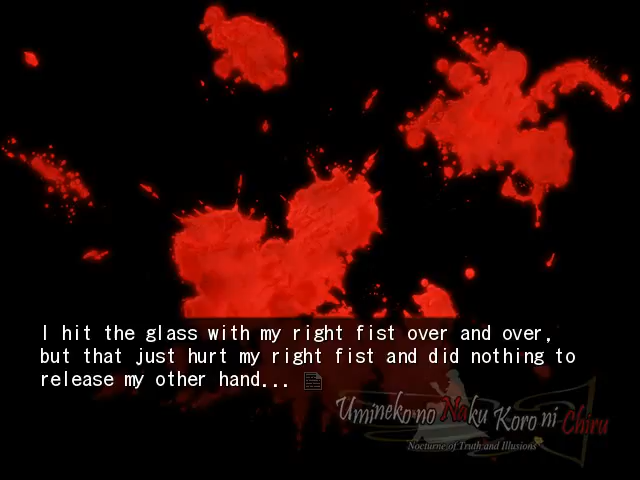 I hit the glass with my right fist over and over,
but that just hurt my right fist and did nothing to
release my other hand...
Umineko no Naku Koro ni Chiru
Nocturne of Truth and Illusions